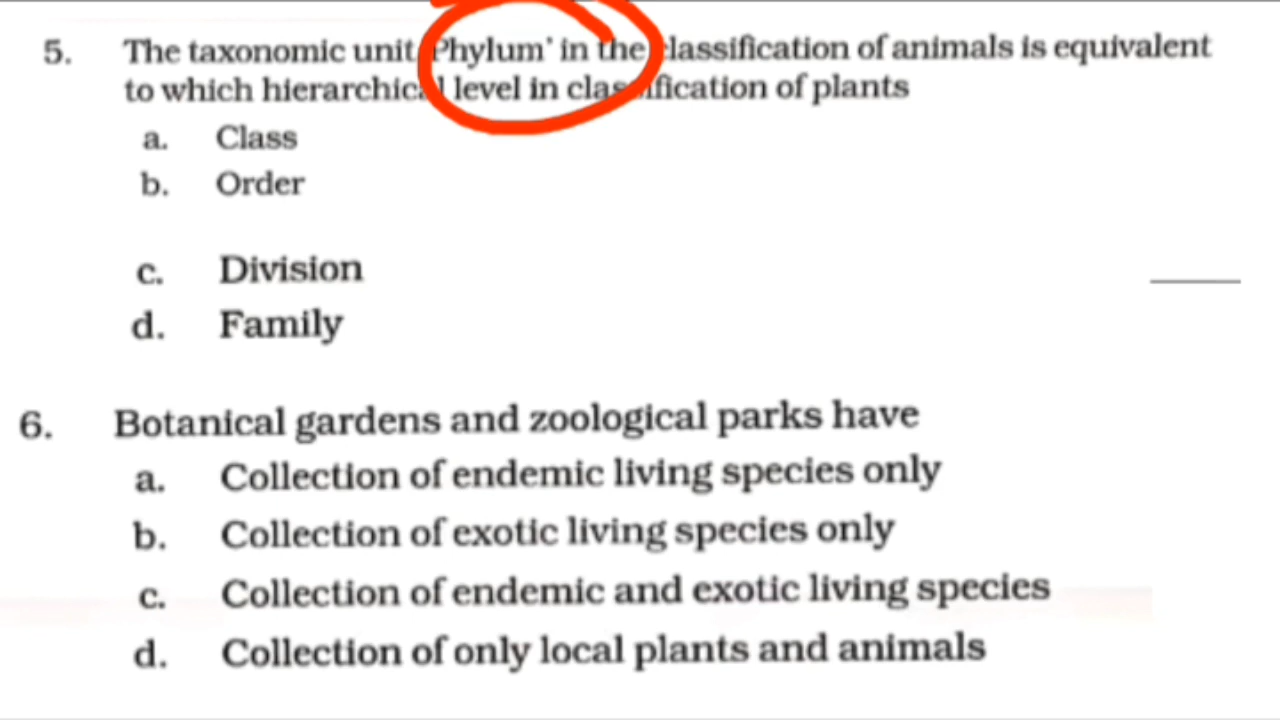 5. The taxonomic unit Phylum' in the classification of animals is equivalent
to which hierarchical level in classification of plants
a. Class
b. Order
c. Division
d. Family
6. Botanical gardens and zoological parks have
a. Collection of endemic living species only
b. Collection of exotic living species only
c. Collection of endemic and exotic living species
d. Collection of only local plants and animals